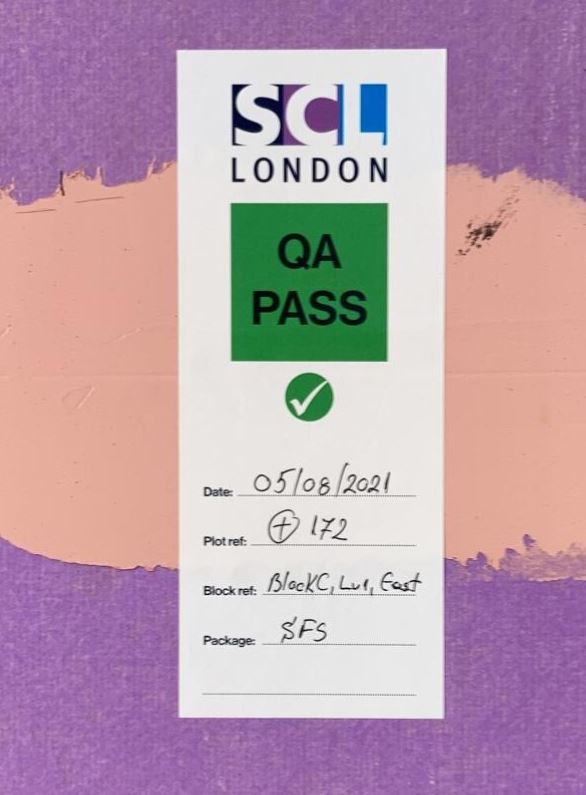 SCL
LONDON
QA
PASS
Date: 05/08/2021
Plot ref: ⊕ 172
Block ref: BlockC, Lv1, East
Package: SFS